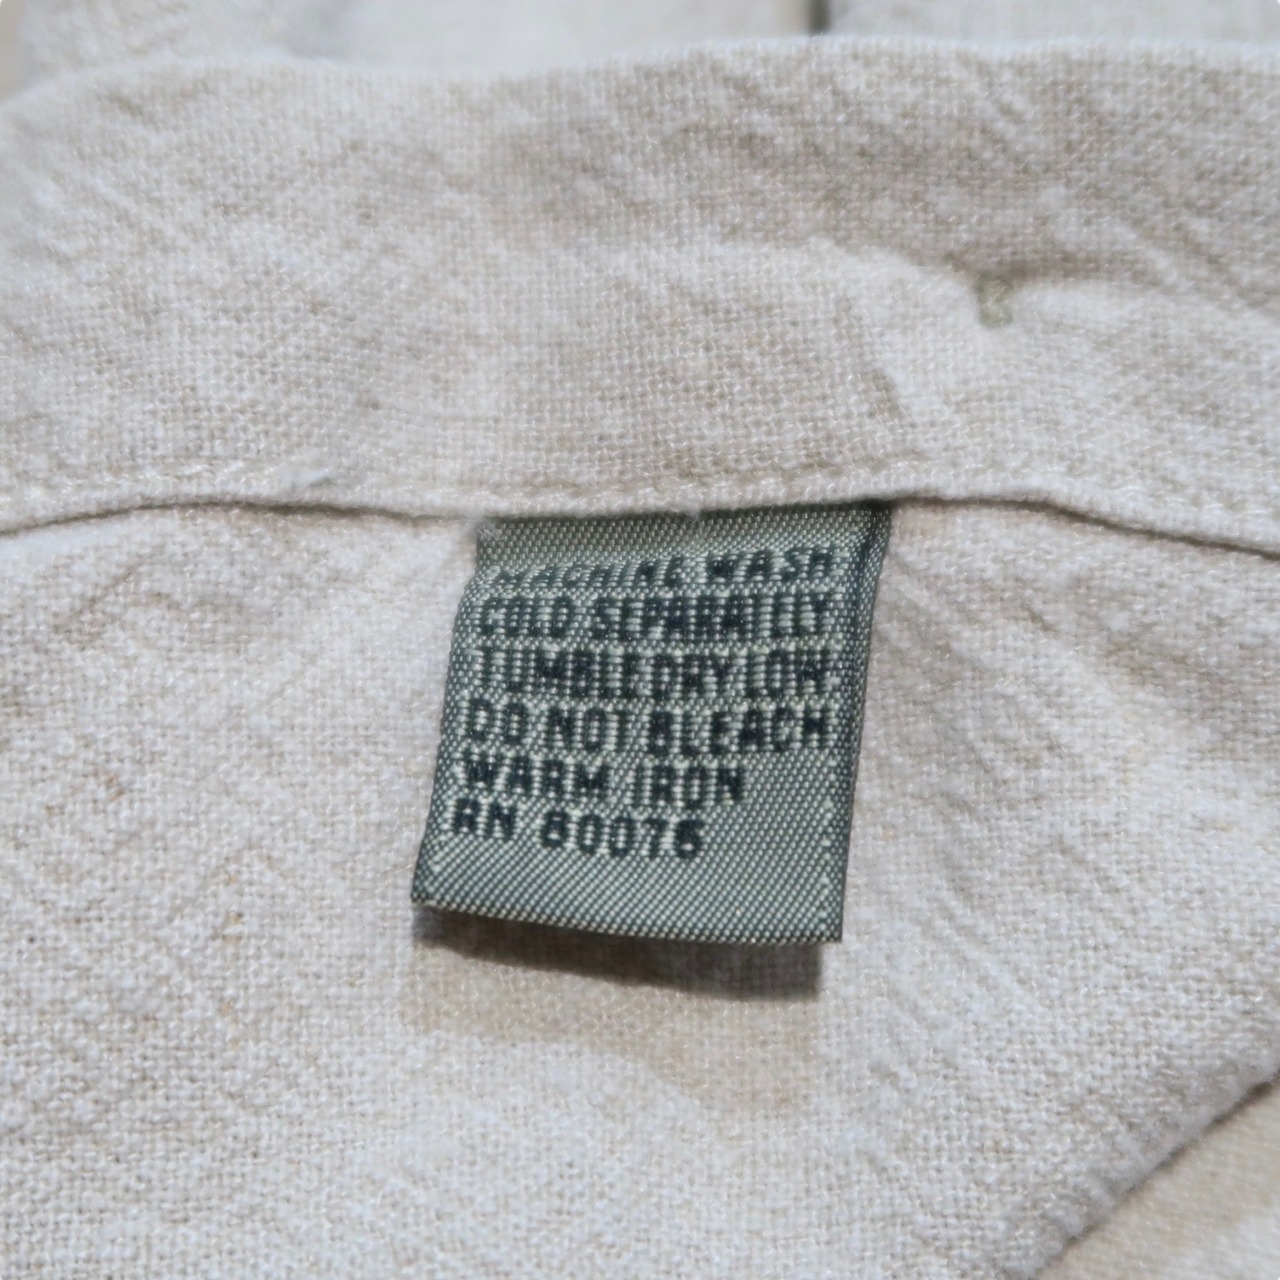 MACHINE WASH
COLD SEPARATELY
TUMBLE DRY LOW
DO NOT BLEACH
WARM IRON
RN 80076